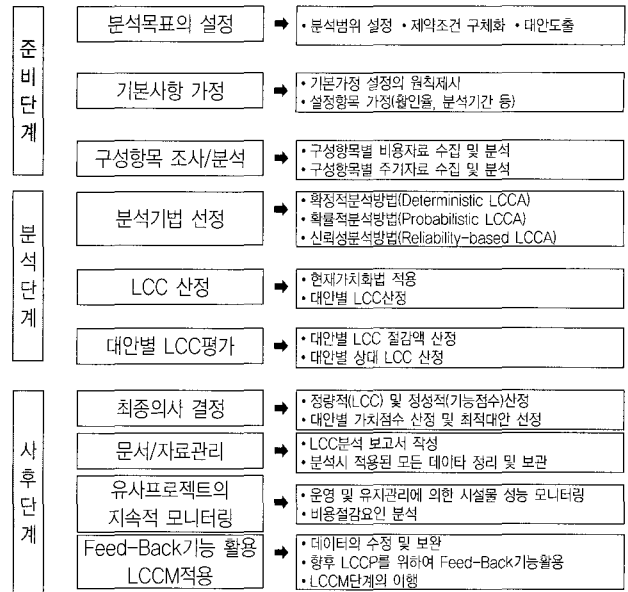 준비단계
분석목표의 설정
➡
• 분석범위 설정 • 제약조건 구체화 • 대안도출
기본사항 가정
➡
• 기본가정 설정의 원칙제시
• 설정항목 가정(할인율, 분석기간 등)
구성항목 조사/분석
➡
• 구성항목별 비용자료 수집 및 분석
• 구성항목별 주기자료 수집 및 분석
분석단계
분석기법 선정
➡
• 확정적분석방법(Deterministic LCCA)
• 확률적분석방법(Probabilistic LCCA)
• 신뢰성분석방법(Reliability-based LCCA)
LCC 산정
➡
• 현재가치화법 적용
• 대안별 LCC산정
대안별 LCC평가
➡
• 대안별 LCC 절감액 산정
• 대안별 상대 LCC 산정
사후단계
최종의사 결정
➡
• 정량적(LCC) 및 정성적(기능점수)산정
• 대안별 가치점수 산정 및 최적대안 선정
문서/자료관리
➡
• LCC분석 보고서 작성
• 분석시 적용된 모든 데이타 정리 및 보관
유사프로젝트의
지속적 모니터링
➡
• 운영 및 유지관리에 의한 시설물 성능 모니터링
• 비용절감요인 분석
Feed-Back기능 활용
LCCM적용
➡
• 데이터의 수정 및 보완
• 향후 LCCP를 위하여 Feed-Back기능활용
• LCCM단계의 이행